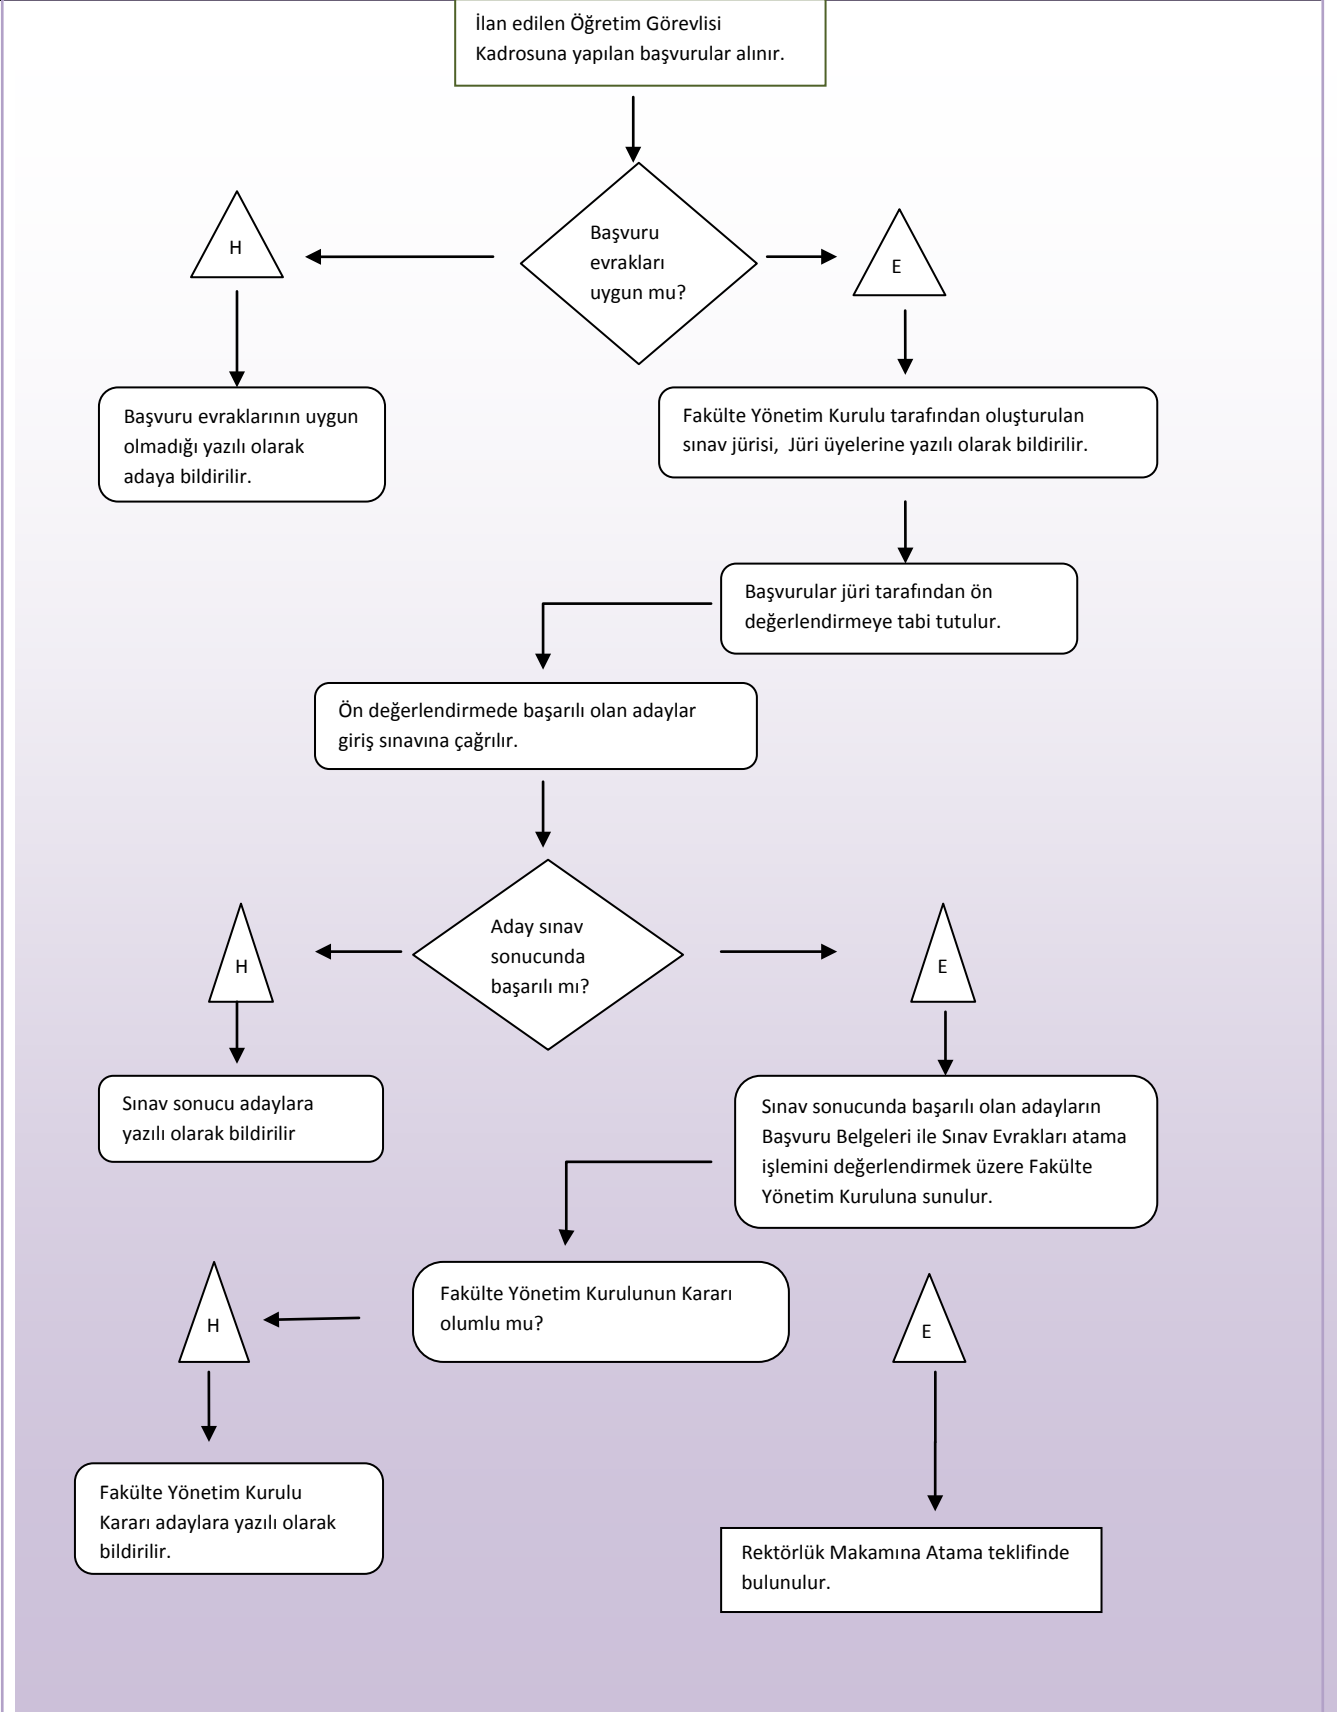 İlan edilen Öğretim Görevlisi
Kadrosuna yapılan başvurular alınır.
Başvuru
evrakları
uygun mu?
H
E
Başvuru evraklarının uygun
olmadığı yazılı olarak
adaya bildirilir.
Fakülte Yönetim Kurulu tarafından oluşturulan
sınav jürisi, Jüri üyelerine yazılı olarak bildirilir.
Başvurular jüri tarafından ön
değerlendirmeye tabi tutulur.
Ön değerlendirmede başarılı olan adaylar
giriş sınavına çağrılır.
Aday sınav
sonucunda
başarılı mı?
H
E
Sınav sonucu adaylara
yazılı olarak bildirilir
Sınav sonucunda başarılı olan adayların
Başvuru Belgeleri ile Sınav Evrakları atama
işlemini değerlendirmek üzere Fakülte
Yönetim Kuruluna sunulur.
Fakülte Yönetim Kurulunun Kararı
olumlu mu?
H
E
Fakülte Yönetim Kurulu
Kararı adaylara yazılı olarak
bildirilir.
Rektörlük Makamına Atama teklifinde
bulunulur.